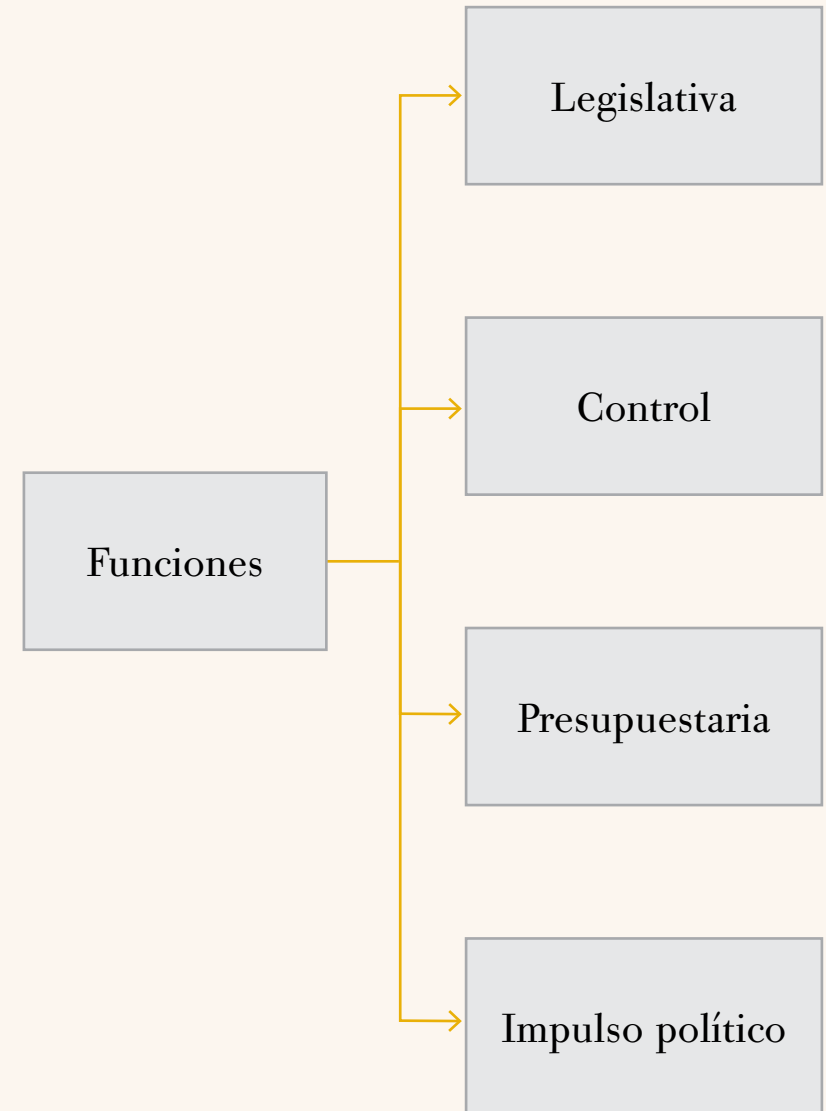 Legislativa
Control
Funciones
Presupuestaria
Impulso político